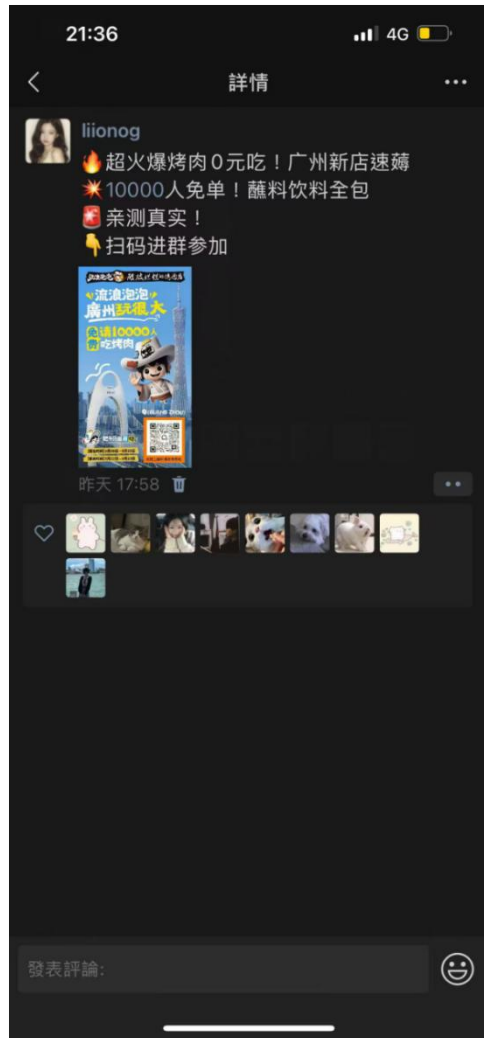 21:36
4G
詳情
liionog
🔥超火爆烤肉0元吃！广州新店速薅
💥10000人免单！蘸料饮料全包
🚨亲测真实！
👇扫码进群参加
流浪泡泡
廣州玩很大
免请10000人
吃烤肉
昨天 17:58
發表評論: